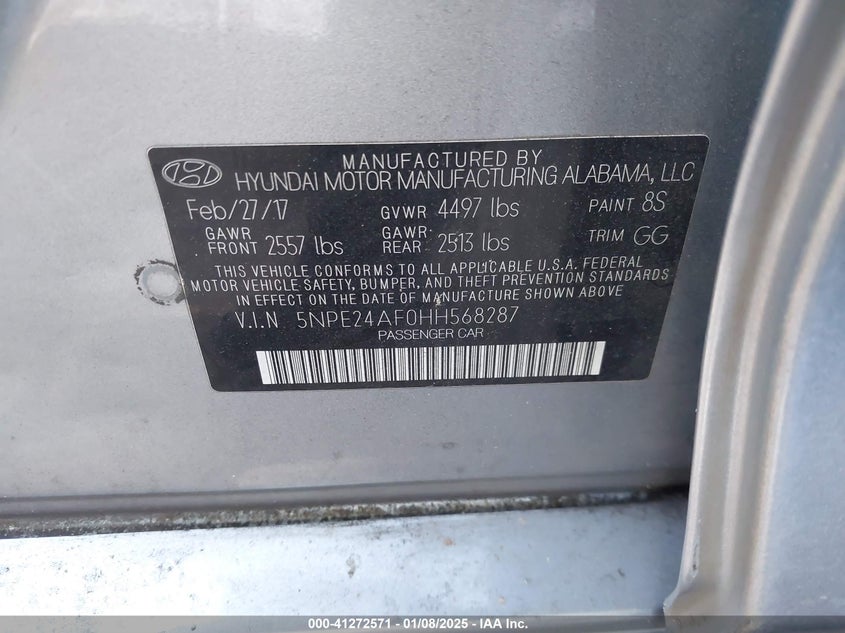 MANUFACTURED BY
HYUNDAI MOTOR MANUFACTURING ALABAMA, LLC
Feb/27/17 GVWR 4497 lbs PAINT 8S
GAWR FRONT 2557 lbs GAWR REAR 2513 lbs TRIM GG
THIS VEHICLE CONFORMS TO ALL APPLICABLE U.S.A. FEDERAL
MOTOR VEHICLE SAFETY, BUMPER, AND THEFT PREVENTION STANDARDS
IN EFFECT ON THE DATE OF MANUFACTURE SHOWN ABOVE
V.I.N 5NPE24AF0HH568287
PASSENGER CAR
000-41272571 — 01/08/2025 — IAA Inc.